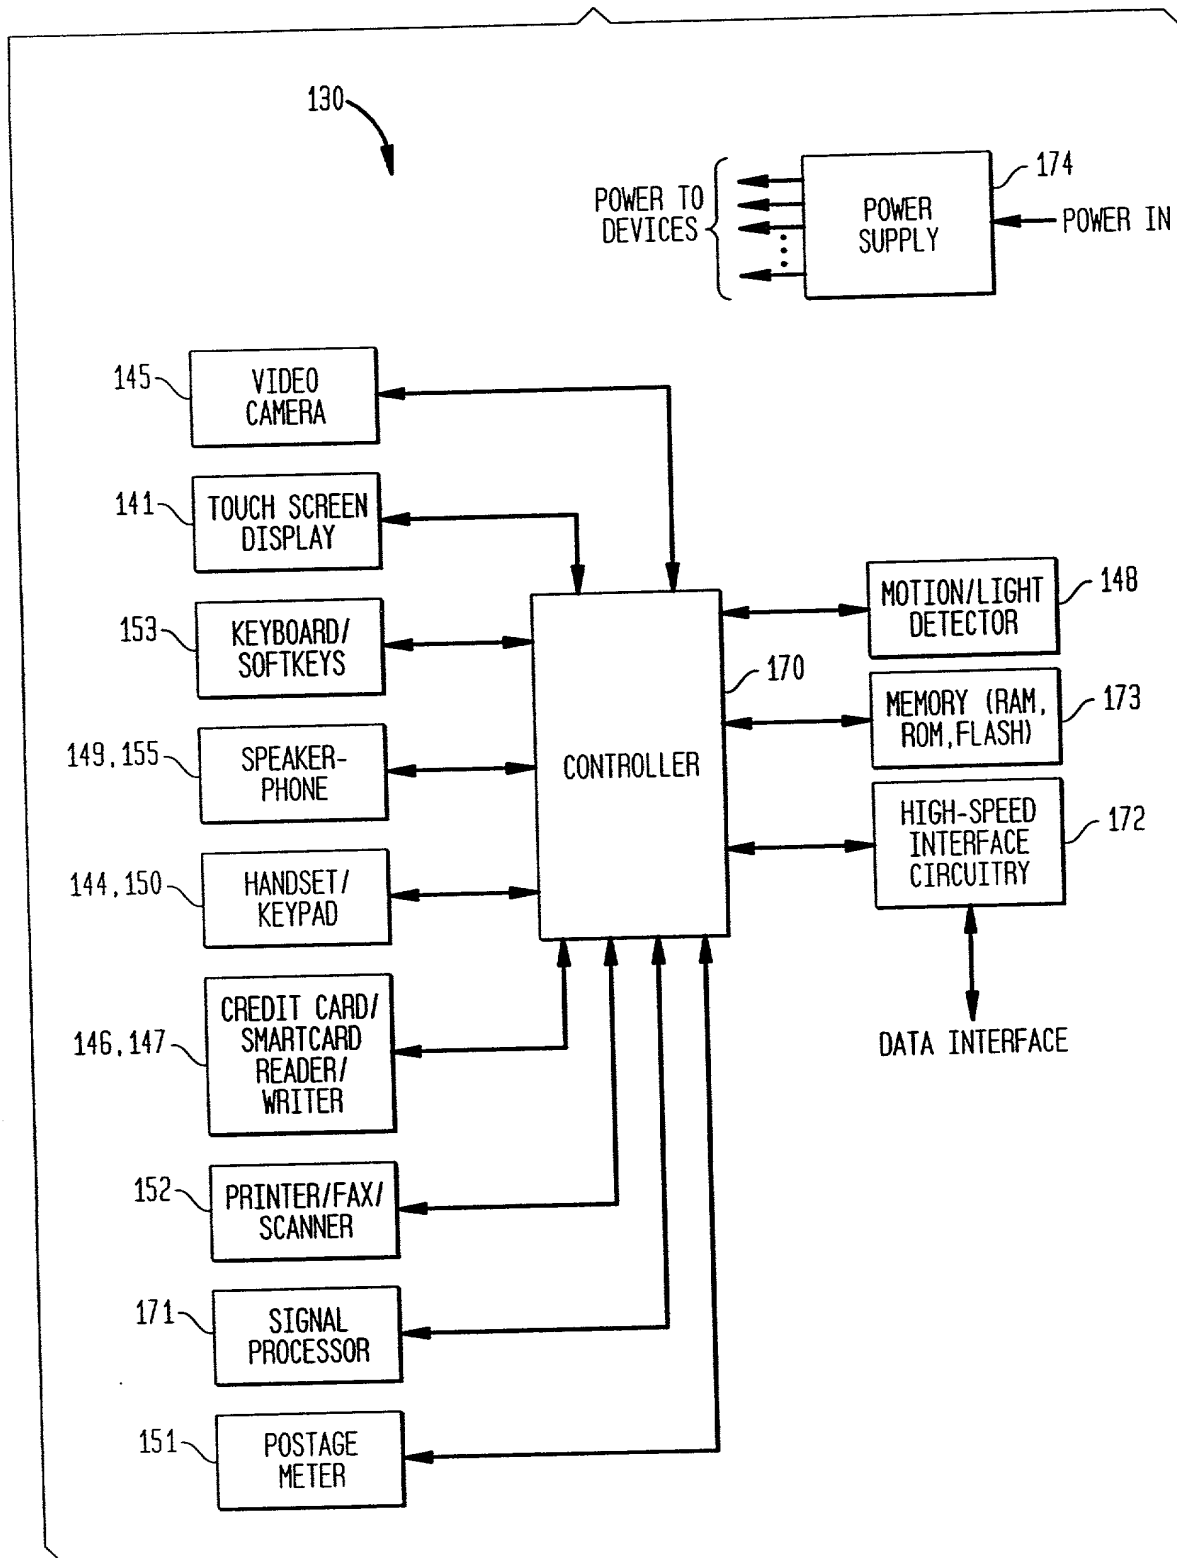 130
POWER TO
DEVICES
POWER
SUPPLY
174
POWER IN
145
VIDEO
CAMERA
141
TOUCH SCREEN
DISPLAY
153
KEYBOARD/
SOFTKEYS
149,155
SPEAKER-
PHONE
144,150
HANDSET/
KEYPAD
146,147
CREDIT CARD/
SMARTCARD
READER/
WRITER
152
PRINTER/FAX/
SCANNER
171
SIGNAL
PROCESSOR
151
POSTAGE
METER
CONTROLLER
170
MOTION/LIGHT
DETECTOR
148
MEMORY (RAM,
ROM,FLASH)
173
HIGH-SPEED
INTERFACE
CIRCUITRY
172
DATA INTERFACE